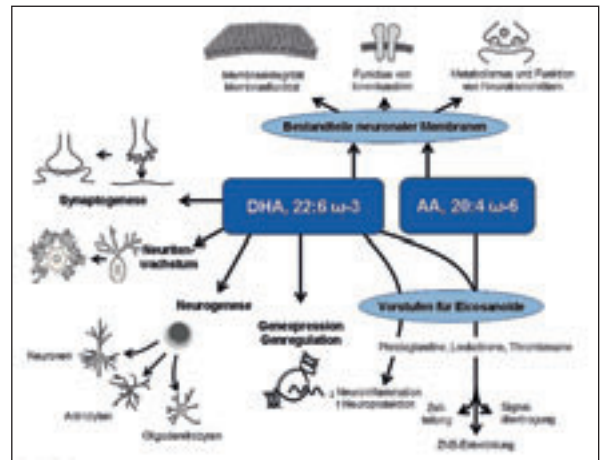 Membranintegrität
Membranfluidität
Funktion von
Ionenkanälen
Metabolismus und Funktion
von Neurotransmittern
Bestandteile neuronaler Membranen
DHA, 22:6 ω-3
AA, 20:4 ω-6
Synaptogenese
Neuriten-
wachstum
Neurogenese
Genexpression
Genregulation
Vorstufen für Eicosanoide
Prostaglandine, Leukotriene, Thromboxane
Neuronen
Astrozyten
Oligodendrozyten
↓ Neuroinflammation
↑ Neuroprotektion
Zell-
teilung
Signal-
übertragung
ZNS-Entwicklung